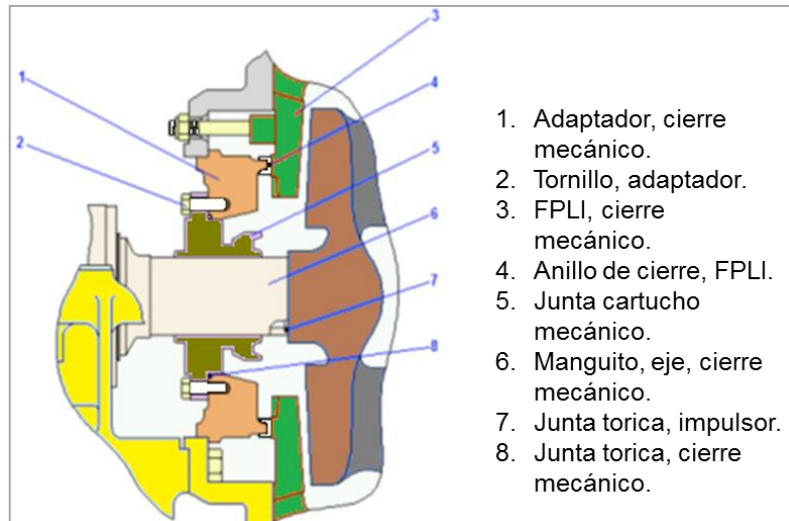 1
2
3
4
5
6
7
8
1. Adaptador, cierre
mecánico.
2. Tornillo, adaptador.
3. FPLI, cierre
mecánico.
4. Anillo de cierre, FPLI.
5. Junta cartucho
mecánico.
6. Manguito, eje, cierre
mecánico.
7. Junta torica, impulsor.
8. Junta torica, cierre
mecánico.